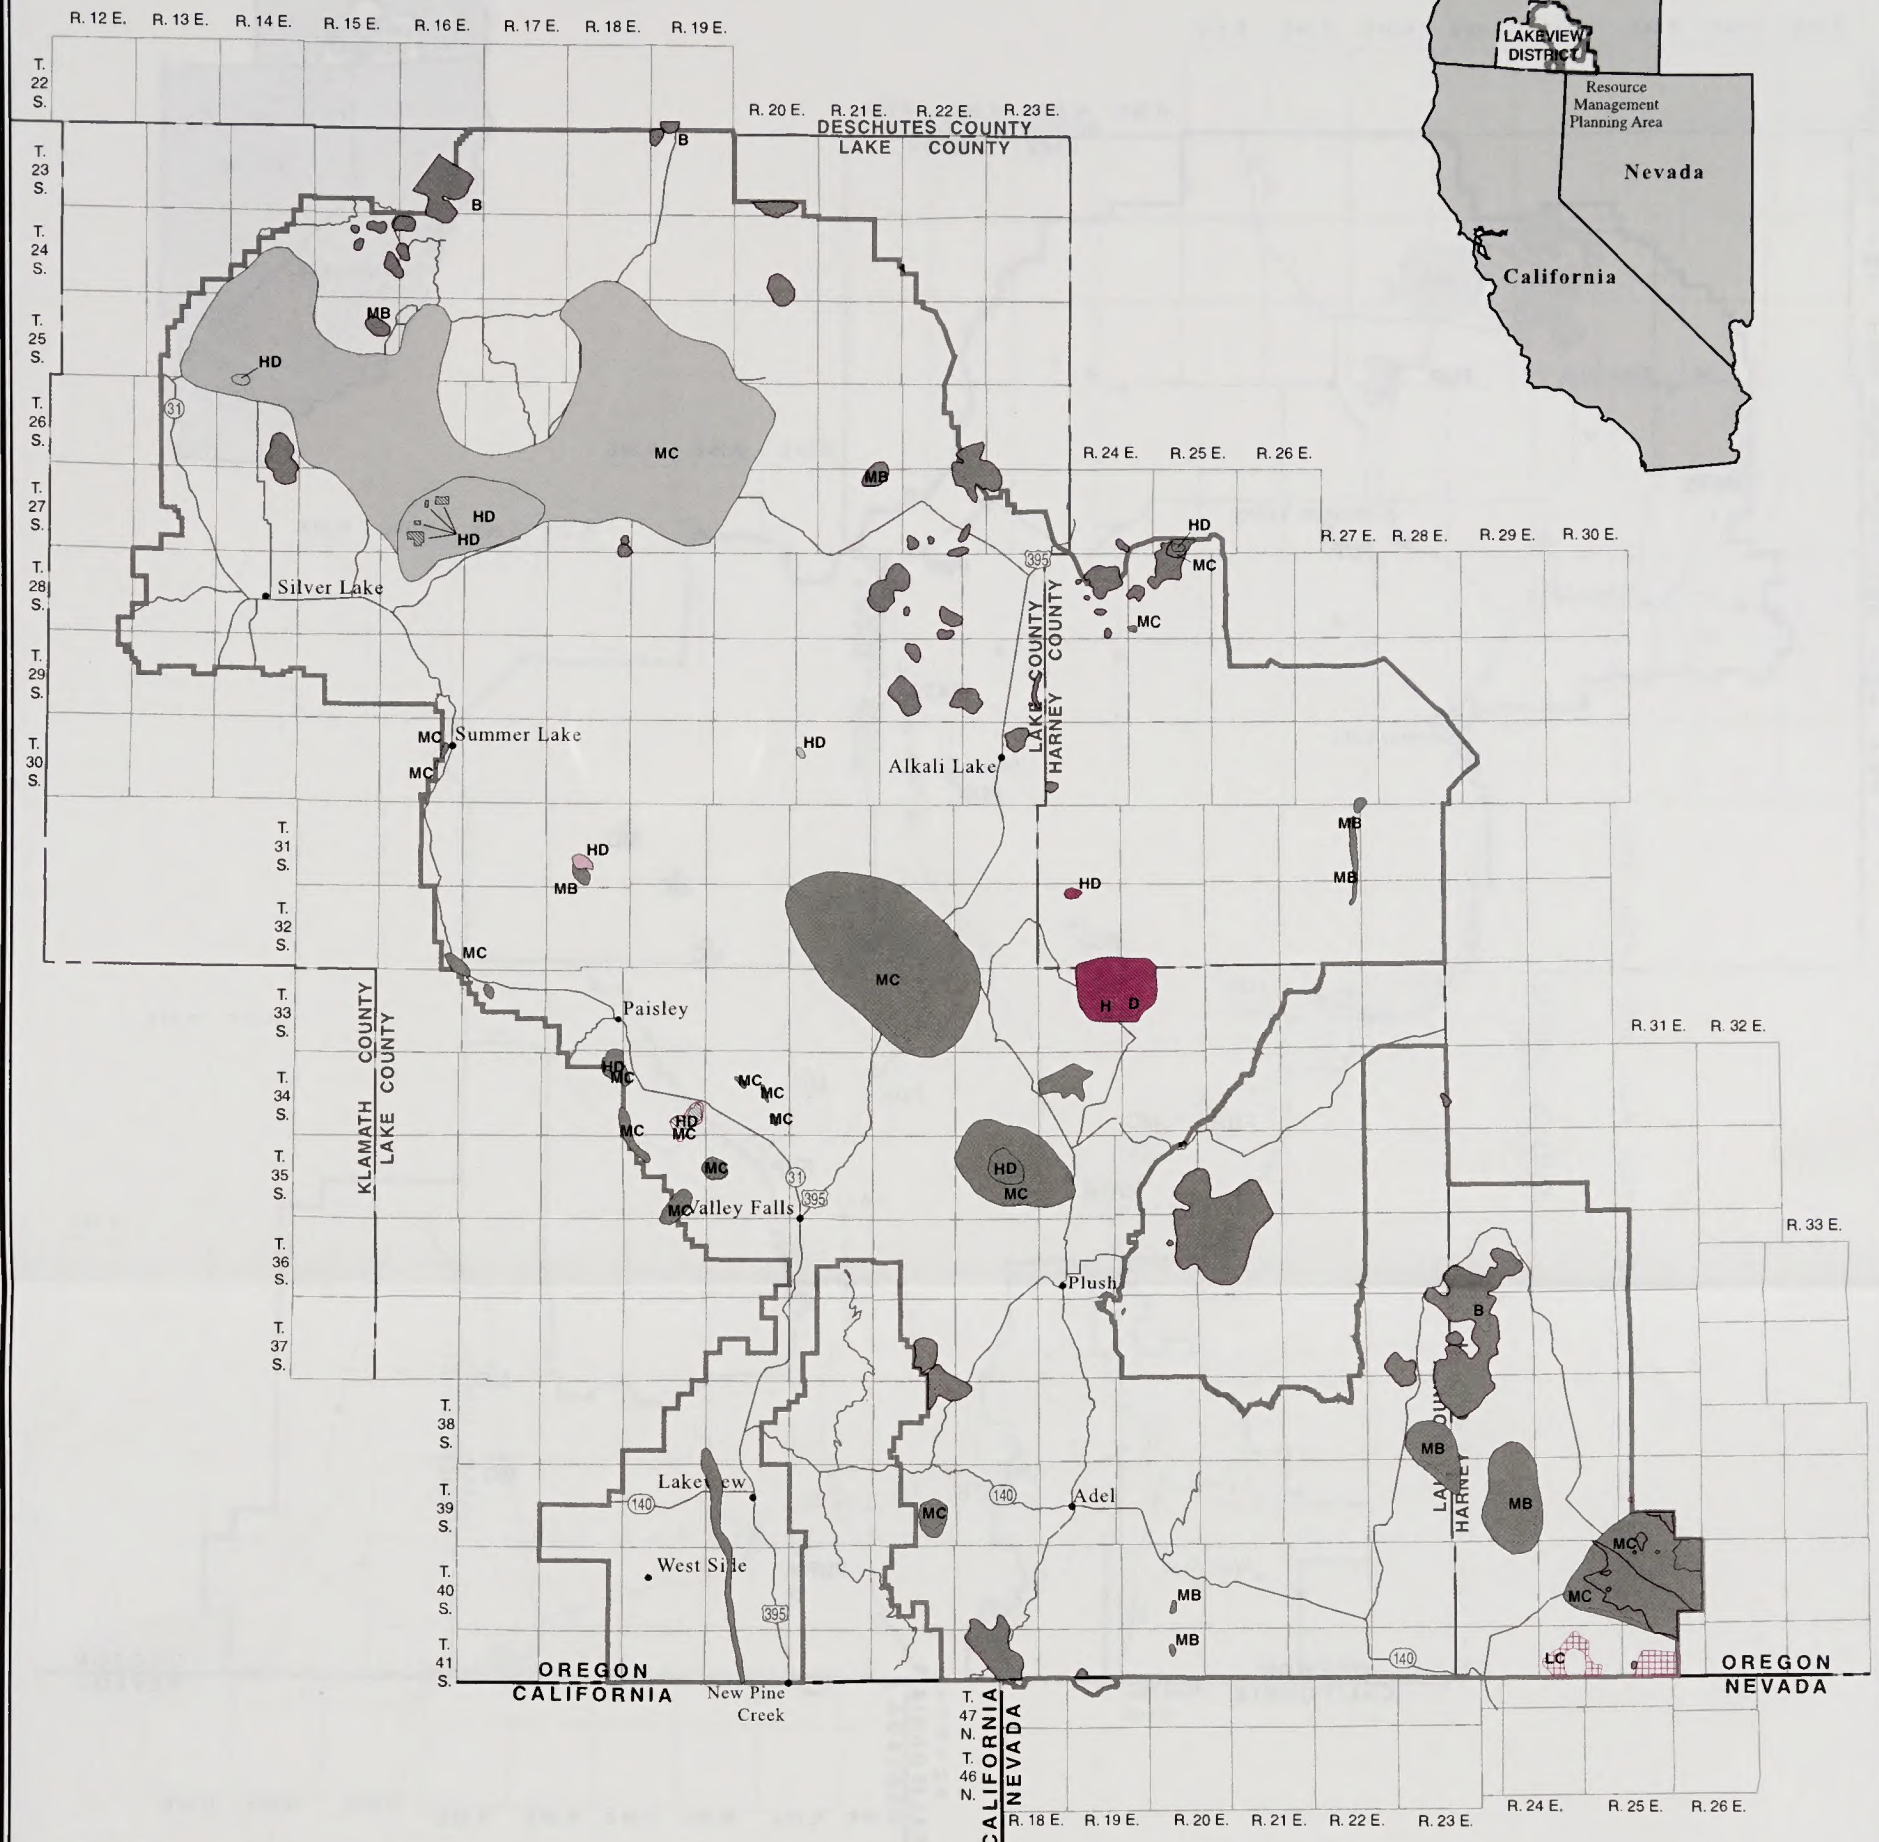 R. 12 E. R. 13 E. R. 14 E. R. 15 E. R. 16 E. R. 17 E. R. 18 E. R. 19 E.
LAKEVIEW
DISTRICT
Resource
Management
Planning Area
Nevada
California
T.
22
S.
R. 20 E. R. 21 E. R. 22 E. R. 23 E.
DESCHUTES COUNTY
LAKE COUNTY
B
T.
23
S.
B
T.
24
S.
MB
T.
25
S.
HD
31
T.
26
S.
MC
R. 24 E. R. 25 E. R. 26 E.
MB
T.
27
S.
HD
HD
HD
R. 27 E. R. 28 E. R. 29 E. R. 30 E.
395
MC
T.
28
S.
Silver Lake
MC
LAKE COUNTY
HARNEY COUNTY
T.
29
S.
MC
Summer Lake
HD
T.
30
S.
MC
Alkali Lake
MB
T.
31
S.
HD
MB
MB
HD
T.
32
S.
MC
MC
H D
T.
33
S.
KLAMATH COUNTY
LAKE COUNTY
Paisley
R. 31 E. R. 32 E.
HD
MC
T.
34
S.
MC
MC
MC
HD
MC
MC
T.
35
S.
MC
HD
MC
31
395
MC
Valley Falls
R. 33 E.
T.
36
S.
Plush
B
T.
37
S.
T.
38
S.
MB
HARNEY
Lakeview
140
T.
39
S.
140
Adel
MB
MC
MC
West Side
T.
40
S.
MB
MC
395
MB
T.
41
S.
140
LC
OREGON
CALIFORNIA
OREGON
NEVADA
New Pine
Creek
T.
47
N.
T.
46
N.
CALIFORNIA
NEVADA
R. 18 E. R. 19 E. R. 20 E. R. 21 E. R. 22 E. R. 23 E. R. 24 E. R. 25 E. R. 26 E.